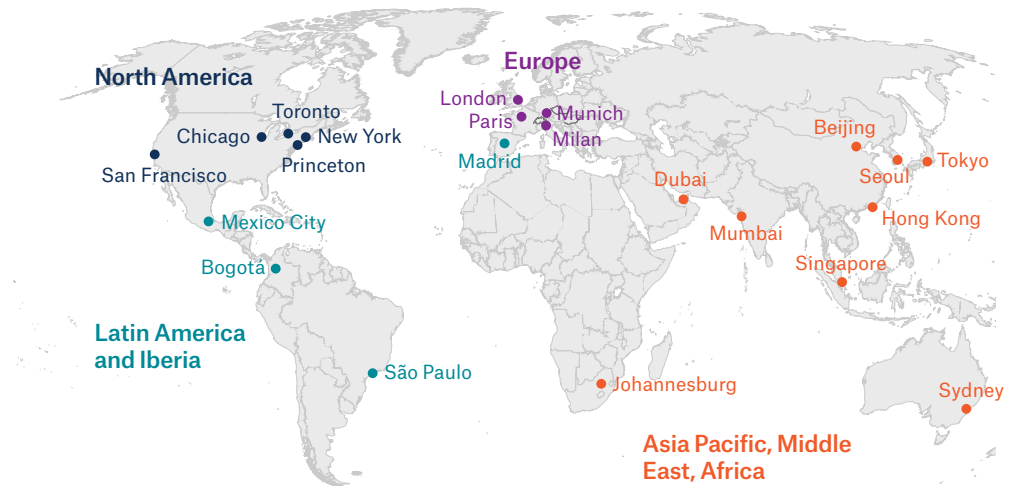 Europe
North America
London
Toronto
Munich
Paris
Beijing
Chicago
New York
Milan
Madrid
Tokyo
Princeton
San Francisco
Seoul
Dubai
Hong Kong
Mexico City
Mumbai
Bogotá
Singapore
Latin America
and Iberia
São Paulo
Johannesburg
Sydney
Asia Pacific, Middle
East, Africa